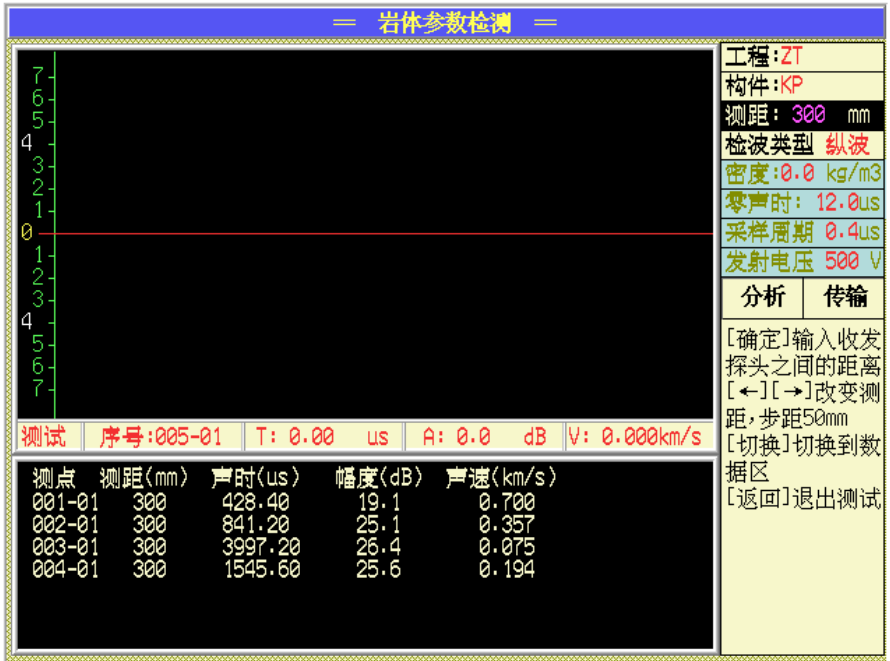 ═ 岩体参数检测 ═
7
6
5
4
3
2
1
0
1
2
3
4
5
6
7
测试 序号:005-01 T: 0.00 us A: 0.0 dB V: 0.000km/s
测点 测距(mm) 声时(us) 幅度(dB) 声速(km/s)
001-01 300 428.40 19.1 0.700
002-01 300 841.20 25.1 0.357
003-01 300 3997.20 26.4 0.075
004-01 300 1545.60 25.6 0.194
工程:ZT
构件:KP
测距: 300 mm
检波类型 纵波
密度:0.0 kg/m3
零声时: 12.0us
采样周期 0.4us
发射电压 500 V
分析 传输
[确定]输入收发
探头之间的距离
[←][→]改变测
距,步距50mm
[切换]切换到数
据区
[返回]退出测试